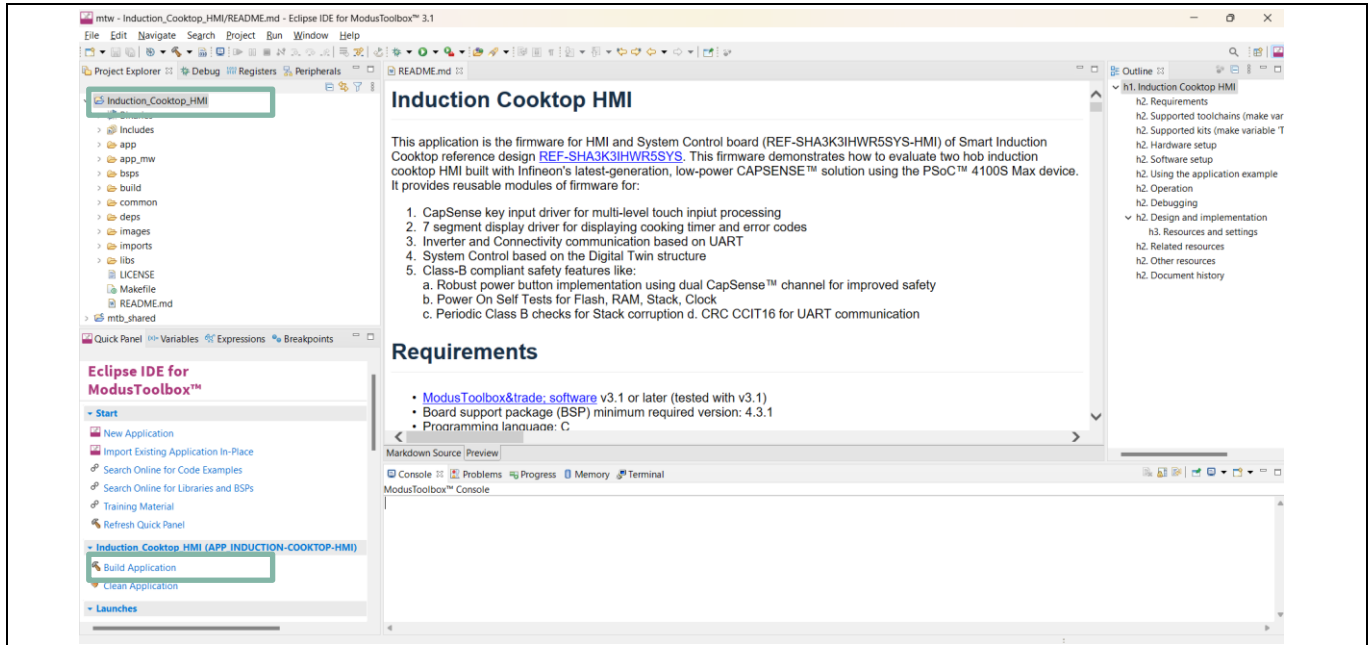 mtw - Induction_Cooktop_HMI/README.md - Eclipse IDE for ModusToolbox™ 3.1
File Edit Navigate Search Project Run Window Help
Project Explorer Debug Registers Peripherals
Induction_Cooktop_HMI
Includes
app
app_mw
bsps
build
common
deps
images
imports
libs
LICENSE
Makefile
README.md
mtb_shared
Quick Panel Variables Expressions Breakpoints
Eclipse IDE for
ModusToolbox™
Start
New Application
Import Existing Application In-Place
Search Online for Code Examples
Search Online for Libraries and BSPs
Training Material
Refresh Quick Panel
Induction_Cooktop_HMI (APP_INDUCTION-COOKTOP-HMI)
Build Application
Clean Application
Launches
README.md
Induction Cooktop HMI
This application is the firmware for HMI and System Control board (REF-SHA3K3IHWR5SYS-HMI) of Smart Induction
Cooktop reference design REF-SHA3K3IHWR5SYS. This firmware demonstrates how to evaluate two hob induction
cooktop HMI built with Infineon's latest-generation, low-power CAPSENSE™ solution using the PSoC™ 4100S Max device.
It provides reusable modules of firmware for:
1. CapSense key input driver for multi-level touch inpiut processing
2. 7 segment display driver for displaying cooking timer and error codes
3. Inverter and Connectivity communication based on UART
4. System Control based on the Digital Twin structure
5. Class-B compliant safety features like:
a. Robust power button implementation using dual CapSense™ channel for improved safety
b. Power On Self Tests for Flash, RAM, Stack, Clock
c. Periodic Class B checks for Stack corruption d. CRC CCIT16 for UART communication
Requirements
• ModusToolbox&trade; software v3.1 or later (tested with v3.1)
• Board support package (BSP) minimum required version: 4.3.1
• Programming language: C
Markdown Source Preview
Console Problems Progress Memory Terminal
ModusToolbox™ Console
Outline
h1. Induction Cooktop HMI
h2. Requirements
h2. Supported toolchains (make var
h2. Supported kits (make variable 'T
h2. Hardware setup
h2. Software setup
h2. Using the application example
h2. Operation
h2. Debugging
h2. Design and implementation
h3. Resources and settings
h2. Related resources
h2. Other resources
h2. Document history